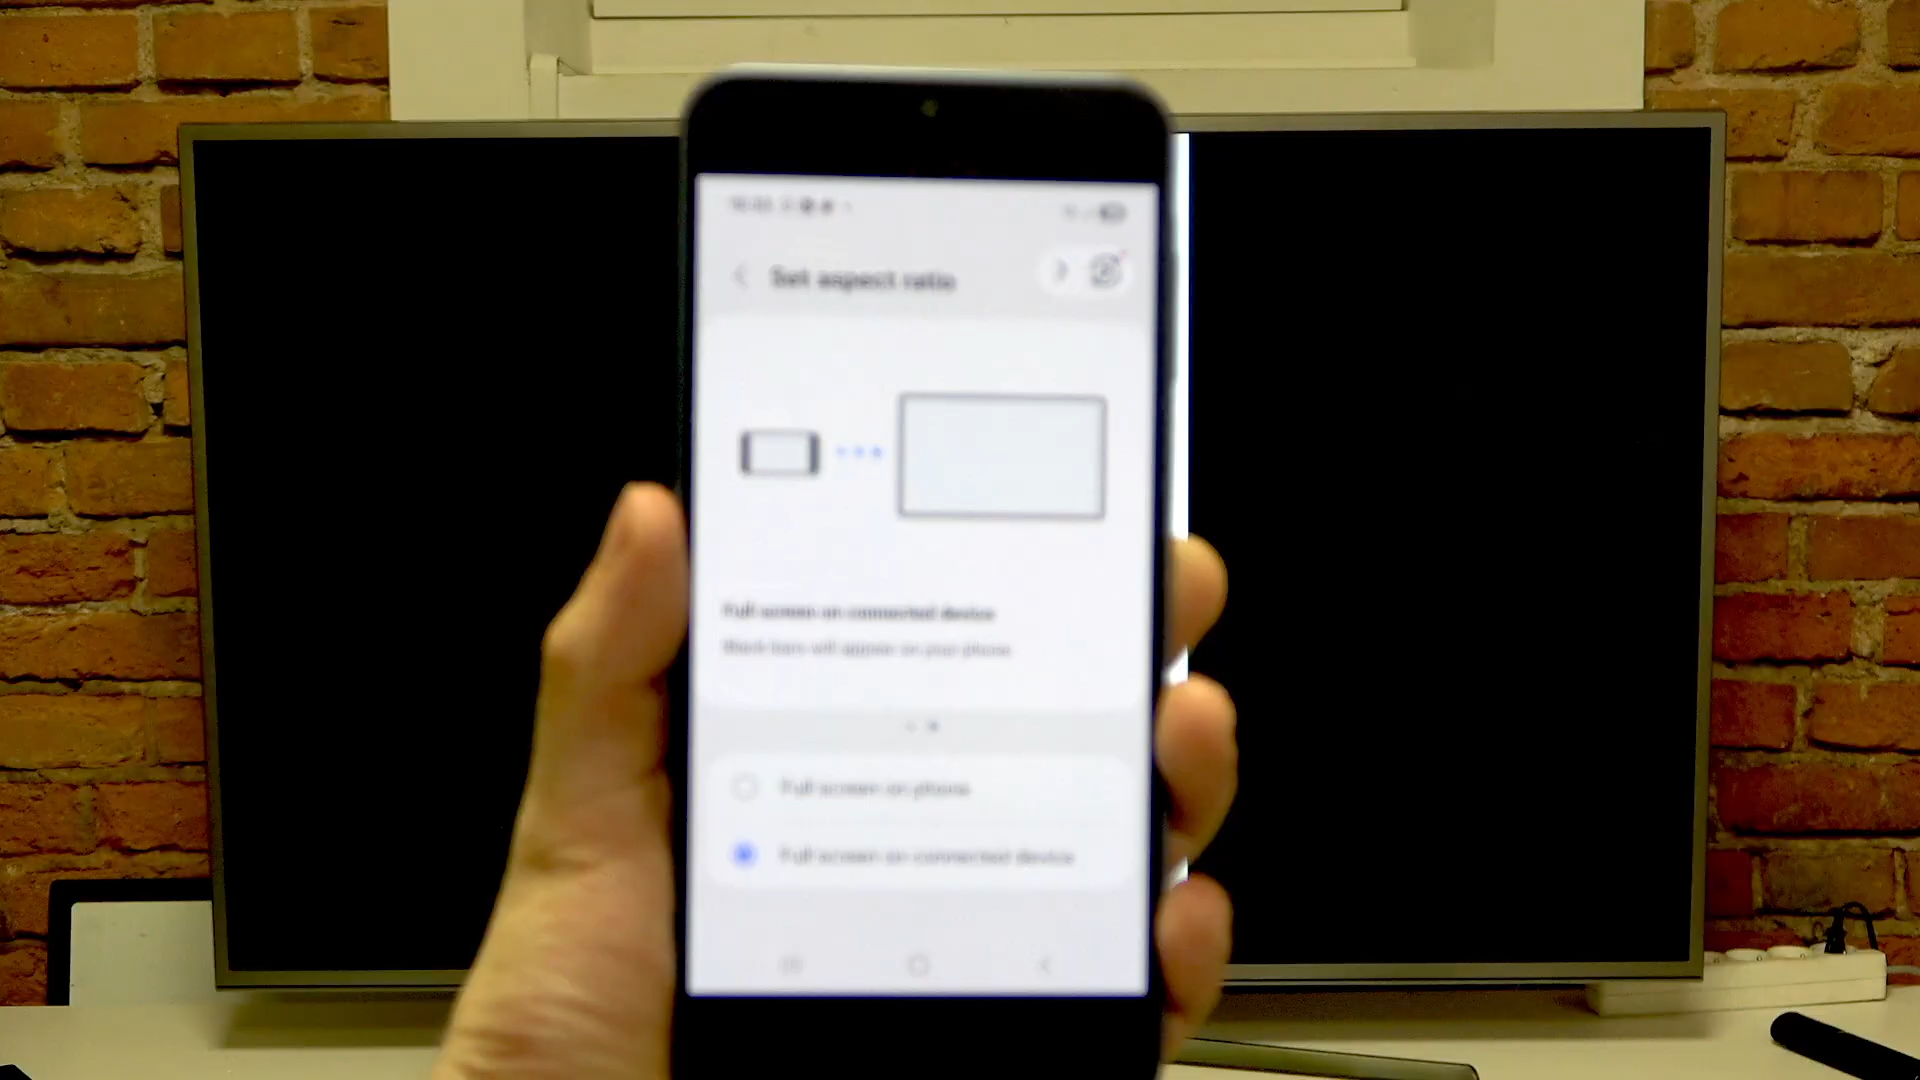 Set aspect ratio
Full screen on connected device
Black bars will appear on your phone.
Full screen on phone
Full screen on connected device